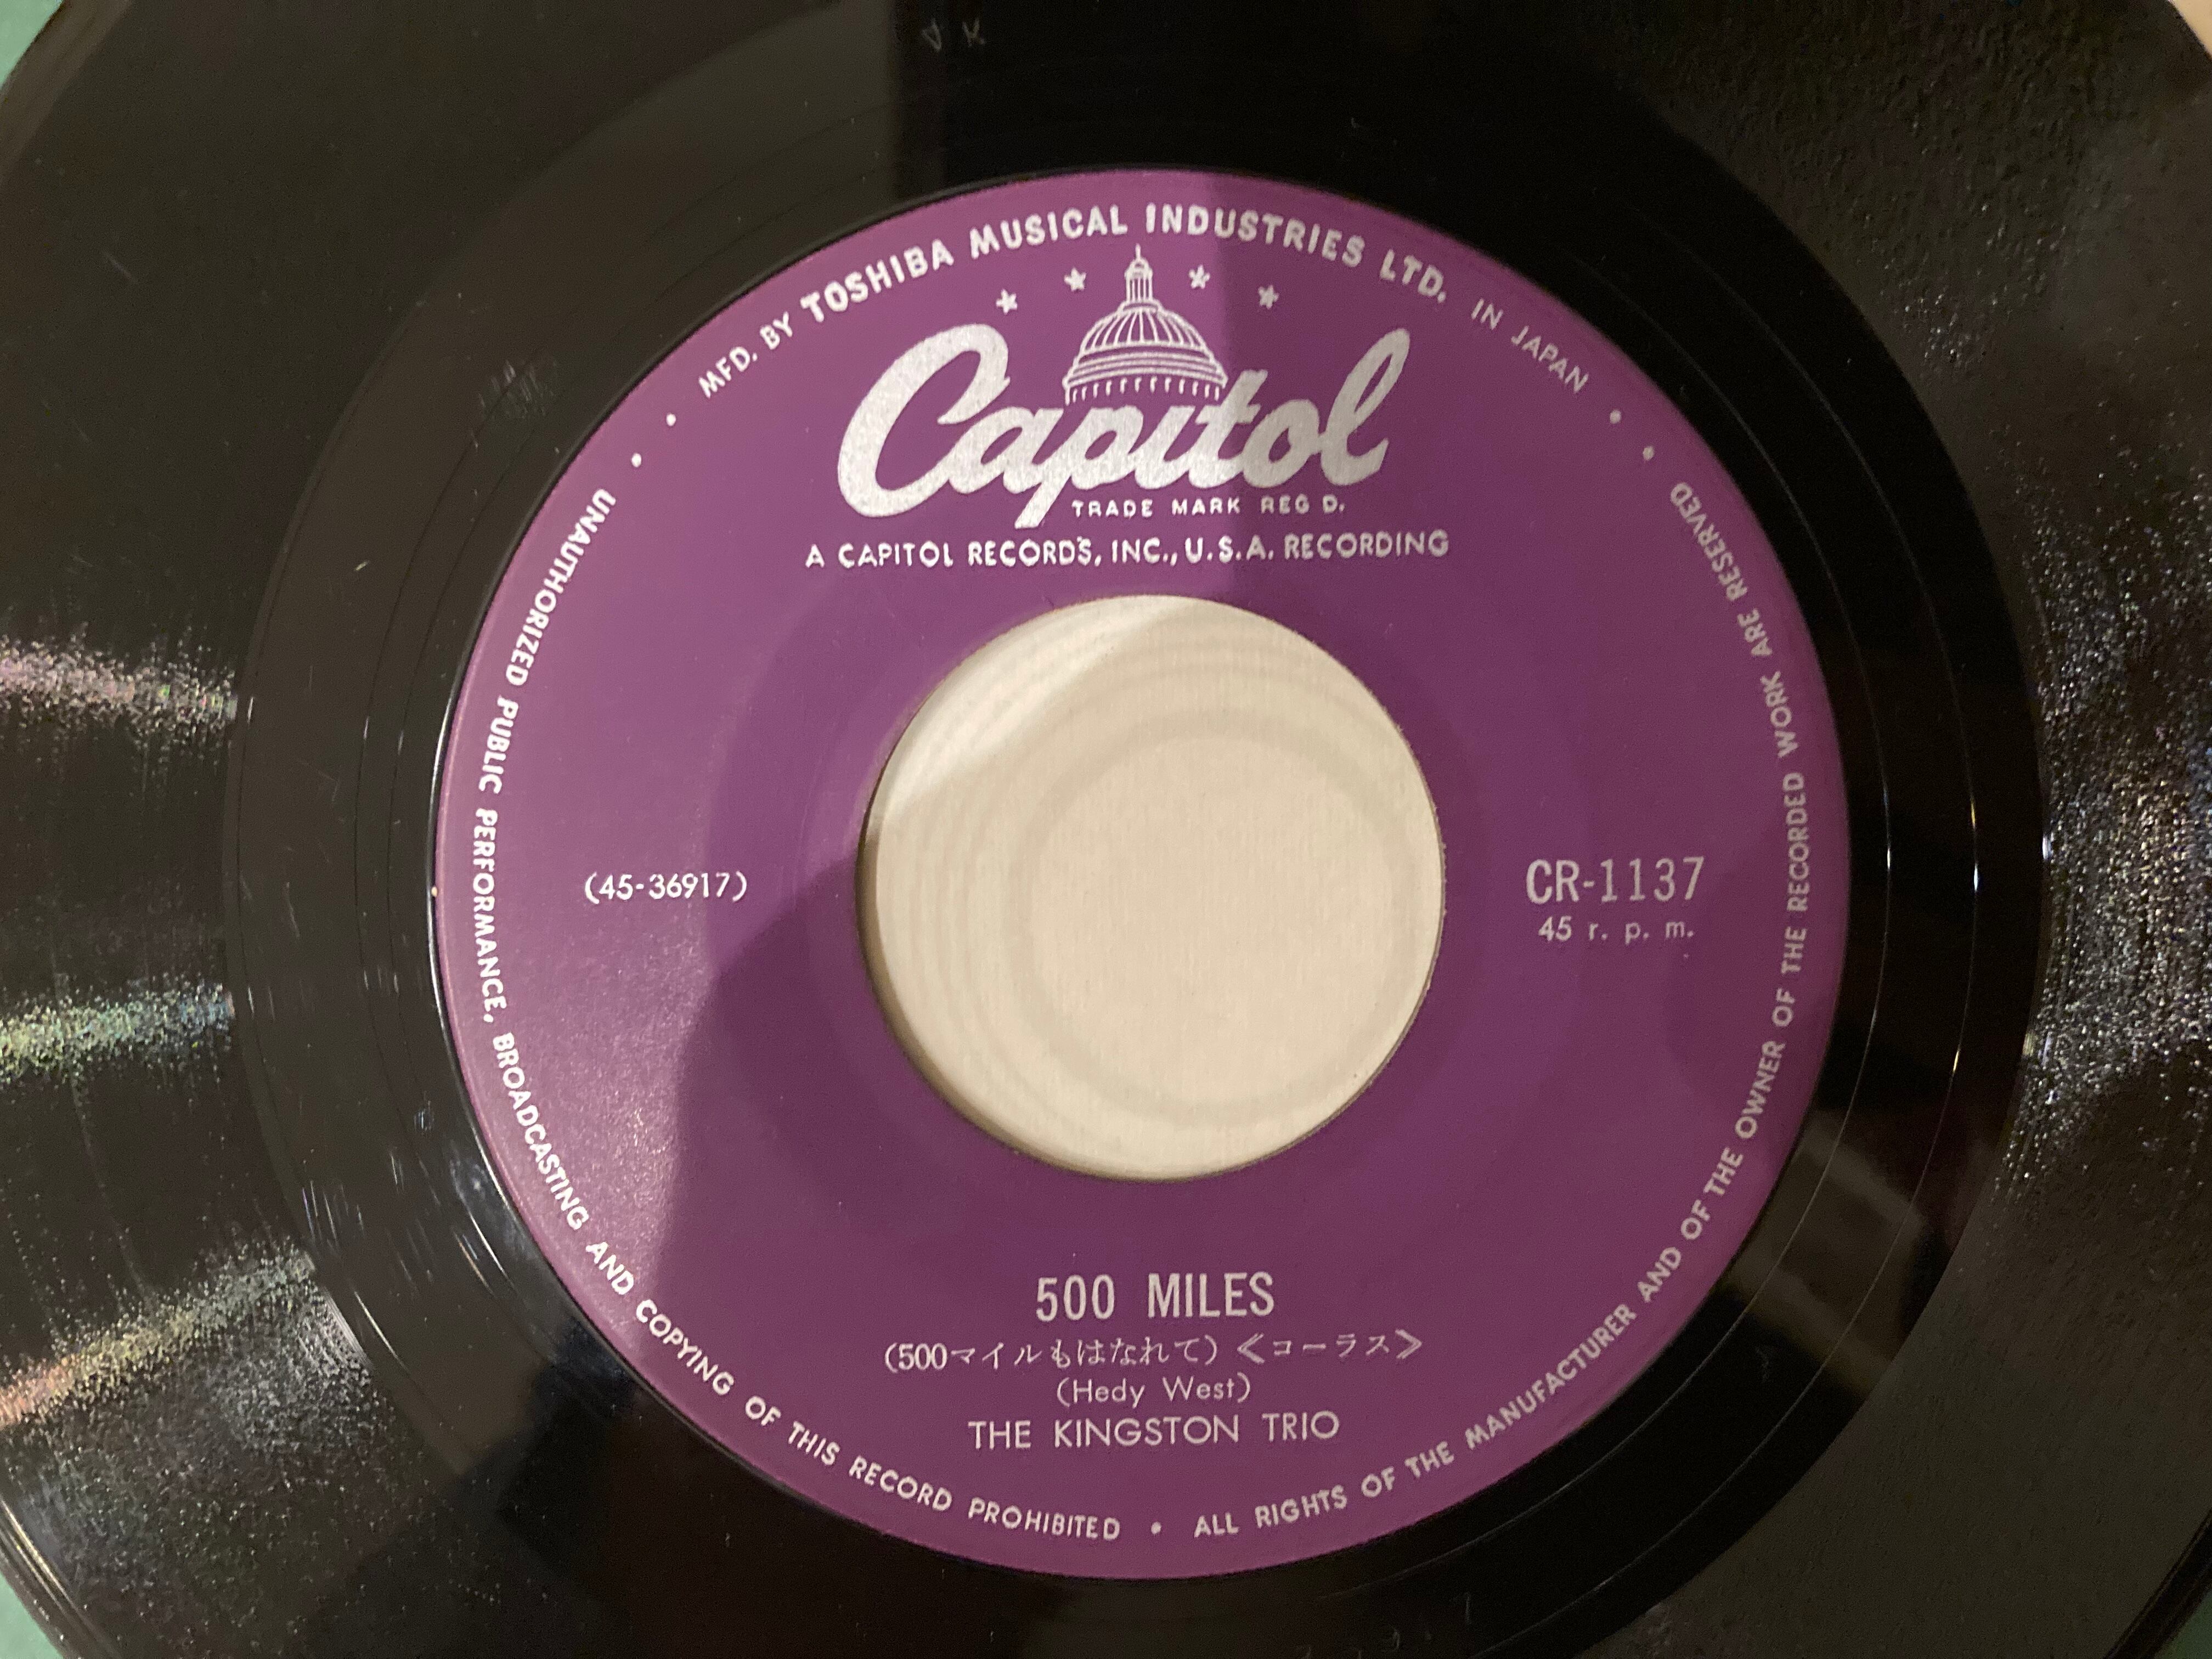 MFD. BY TOSHIBA MUSICAL INDUSTRIES LTD. IN JAPAN
Capitol
TRADE MARK REG D.
A CAPITOL RECORDS, INC., U.S.A. RECORDING
(45-36917)
CR-1137
45 r. p. m.
500 MILES
(500マイルもはなれて)≪コーラス≫
(Hedy West)
THE KINGSTON TRIO
UNAUTHORIZED PUBLIC PERFORMANCE, BROADCASTING AND COPYING OF THIS RECORD PROHIBITED • ALL RIGHTS OF THE MANUFACTURER AND OF THE OWNER OF THE RECORDED WORK ARE RESERVED